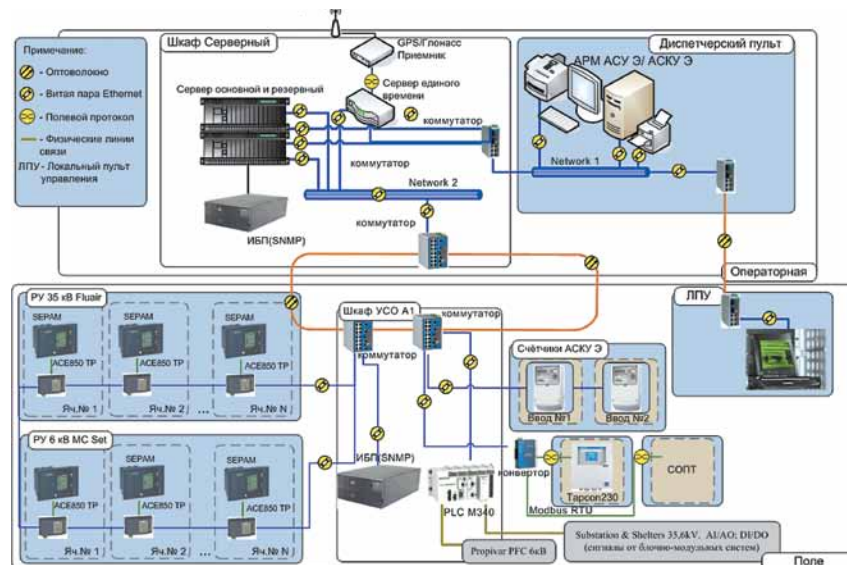 Примечание:
- Оптоволокно
- Витая пара Ethernet
- Полевой протокол
- Физические линии
связи
ЛПУ - Локальный пульт
управления
Шкаф Серверный
GPS/Глонасс
Приемник
Сервер единого
времени
Сервер основной и резервный
коммутатор
коммутатор
Network 2
коммутатор
ИБП(SNMP)
Диспетчерский пульт
АРМ АСУ Э/ АСКУ Э
Network 1
Операторная
РУ 35 кВ Fluair
SEPAM
SEPAM
SEPAM
ACE850 TP
ACE850 TP
ACE850 TP
Яч.№ 1
Яч.№ 2
...
Яч.№ N
РУ 6 кВ MC Set
SEPAM
SEPAM
SEPAM
ACE850 TP
ACE850 TP
ACE850 TP
Яч.№ 1
Яч.№ 2
...
Яч.№ N
Шкаф УСО А1
коммутатор
коммутатор
ИБП(SNMP)
PLC M340
Счётчики АСКУ Э
Ввод №1
Ввод №2
конвертор
Tapcon230
СОПТ
Modbus RTU
ЛПУ
Propivar PFC 6кВ
Substation & Shelters 35,6kV, AI/AO; DI/DO
(сигналы от блочно-модульных систем)
Поле